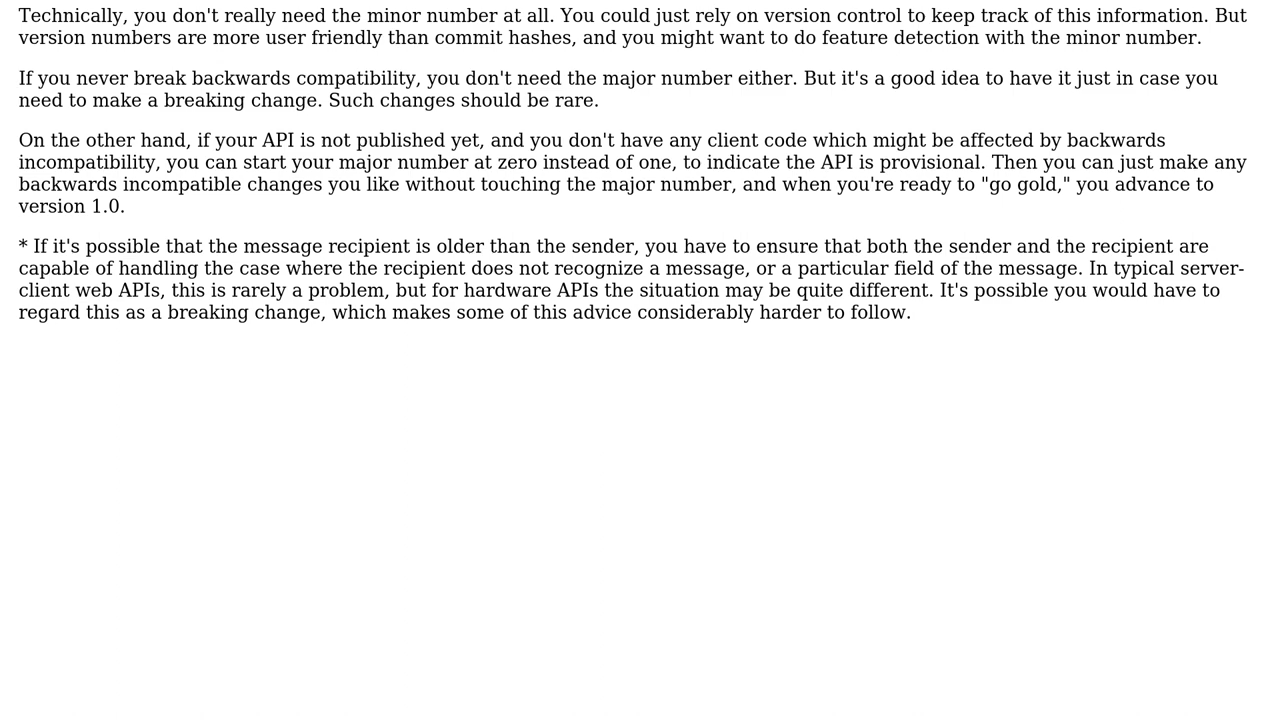 Technically, you don't really need the minor number at all. You could just rely on version control to keep track of this information. But
version numbers are more user friendly than commit hashes, and you might want to do feature detection with the minor number.
If you never break backwards compatibility, you don't need the major number either. But it's a good idea to have it just in case you
need to make a breaking change. Such changes should be rare.
On the other hand, if your API is not published yet, and you don't have any client code which might be affected by backwards
incompatibility, you can start your major number at zero instead of one, to indicate the API is provisional. Then you can just make any
backwards incompatible changes you like without touching the major number, and when you're ready to "go gold," you advance to
version 1.0.
* If it's possible that the message recipient is older than the sender, you have to ensure that both the sender and the recipient are
capable of handling the case where the recipient does not recognize a message, or a particular field of the message. In typical server-
client web APIs, this is rarely a problem, but for hardware APIs the situation may be quite different. It's possible you would have to
regard this as a breaking change, which makes some of this advice considerably harder to follow.